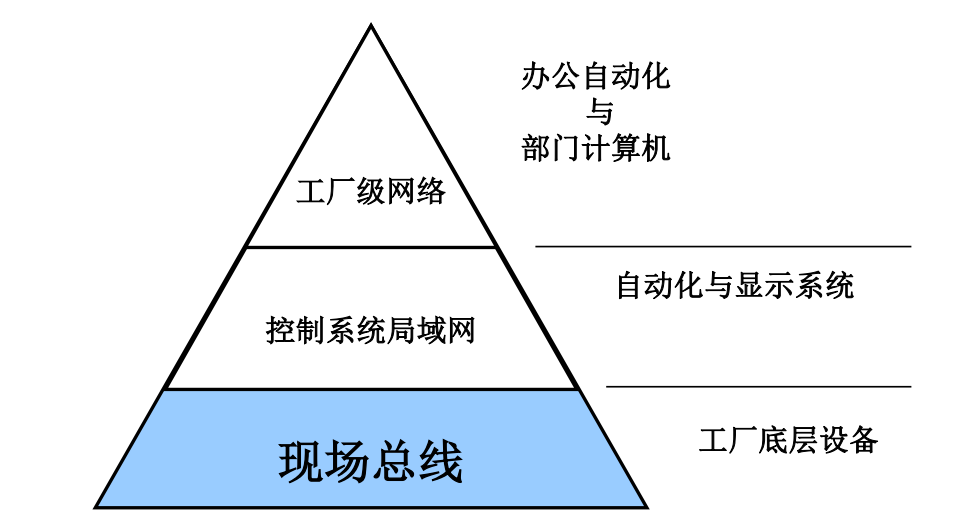 办公自动化
与
部门计算机
工厂级网络
自动化与显示系统
控制系统局域网
工厂底层设备
现场总线